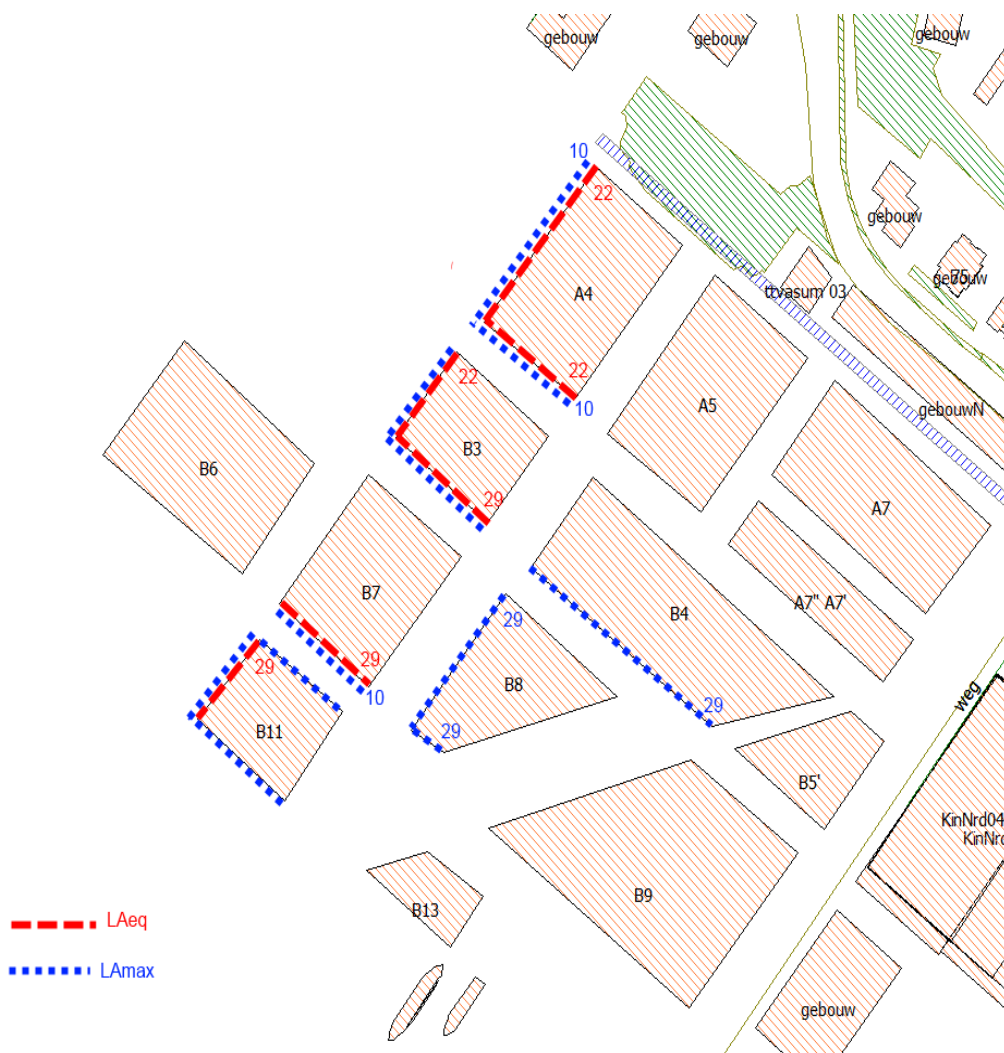 gebouw
gebouw
gebouw
10
22
gebouw
A4
ttvasum 03
22
10
22
A5
gebouwN
B3
B6
29
A7
B7
A7" A7'
29
B4
29
29
B8
weg
10
29
29
B11
B5'
KinNrd04
B9
B13
LAeq
LAmax
gebouw